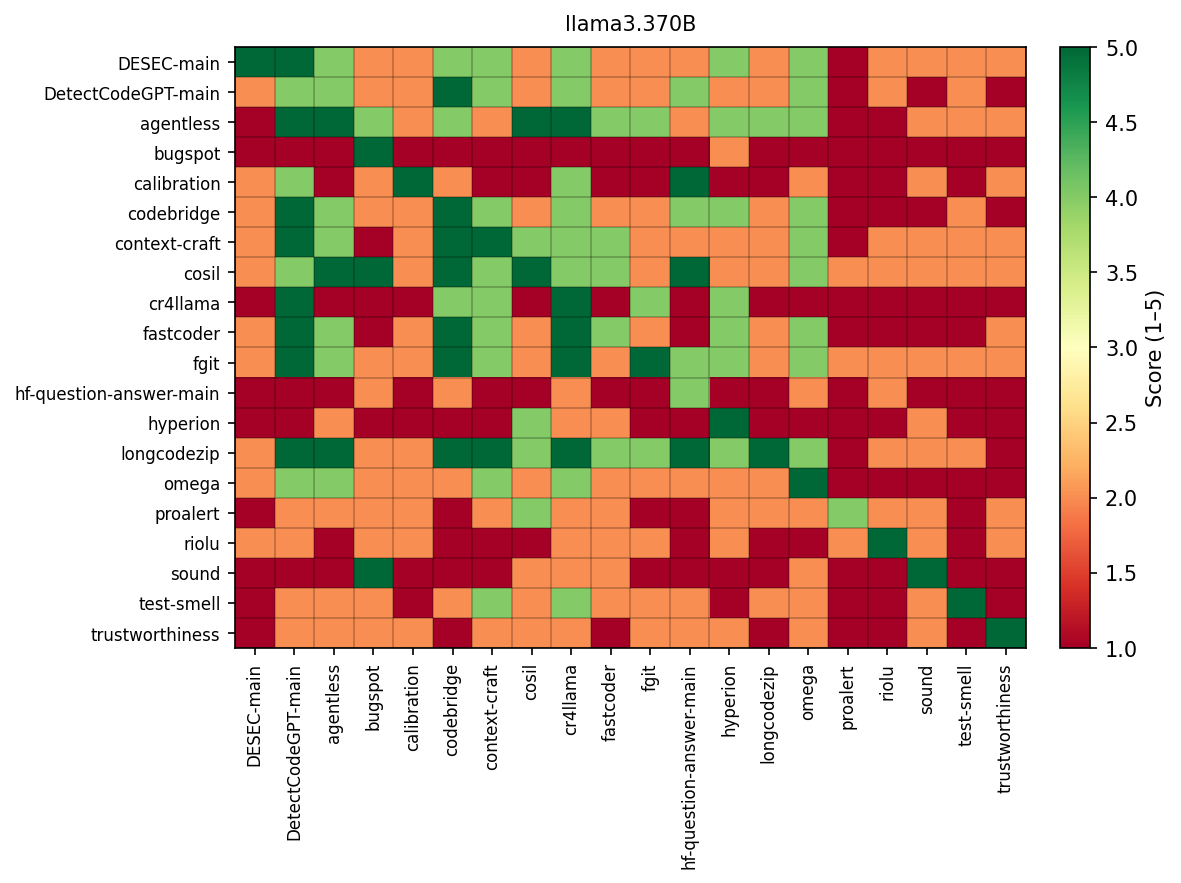 llama3.370B
DESEC-main
DetectCodeGPT-main
agentless
bugspot
calibration
codebridge
context-craft
cosil
cr4llama
fastcoder
fgit
hf-question-answer-main
hyperion
longcodezip
omega
proalert
riolu
sound
test-smell
trustworthiness
DESEC-main
DetectCodeGPT-main
agentless
bugspot
calibration
codebridge
context-craft
cosil
cr4llama
fastcoder
fgit
hf-question-answer-main
hyperion
longcodezip
omega
proalert
riolu
sound
test-smell
trustworthiness
5.0
4.5
4.0
3.5
3.0
2.5
2.0
1.5
1.0
Score (1–5)